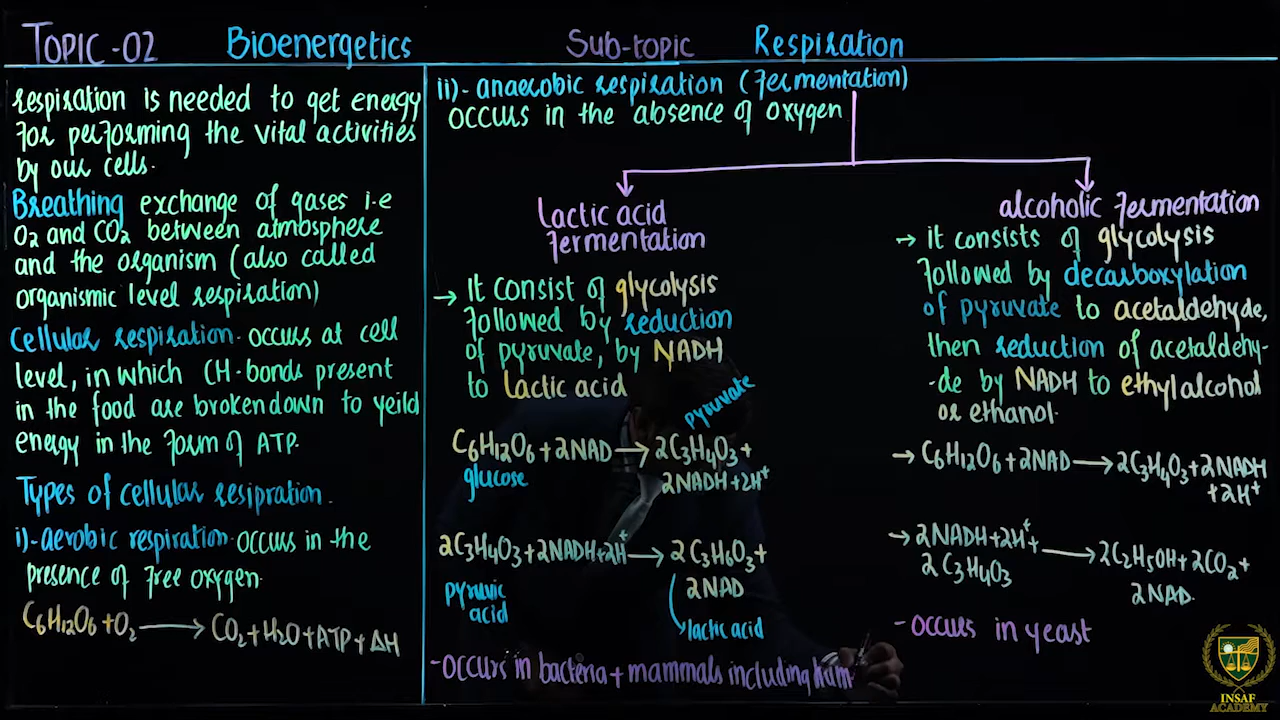 TOPIC-02 Bioenergetics Sub-topic Respiration
respiration is needed to get energy
for performing the vital activities
by our cells.
Breathing exchange of gases i.e
O2 and CO2 between atmosphere
and the organism (also called
organismic level respiration)
Cellular respiration. occurs at cell
level, in which CH-bonds present
in the food are broken down to yeild
energy in the form of ATP.
Types of cellular resipration.
i)-aerobic respiration. occurs in the
presence of free oxygen.
C6H12O6 + O2 → CO2 + H2O + ATP + ΔH
ii)-anaerobic respiration (fermentation)
occurs in the absence of oxygen
Lactic acid
fermentation
→ It consist of glycolysis
followed by reduction
of pyruvate, by NADH
to lactic acid
pyruvate
C6H12O6 + 2NAD → 2C3H4O3 +
glucose 2NADH + 2H+
2C3H4O3 + 2NADH + 2H+ → 2C3H6O3 +
pyruvic 2NAD
acid
lactic acid
-occurs in bacteria + mammals including hum
alcoholic fermentation
→ It consists of glycolysis
followed by decarboxylation
of pyruvate to acetaldehyde,
then reduction of acetaldehy-
-de by NADH to ethyl alcohol
or ethanol.
→ C6H12O6 + 2NAD → 2C3H4O3 + 2NADH
+ 2H+
→ 2NADH + 2H+ + → 2C2H5OH + 2CO2 +
2C3H4O3 2NAD.
-occurs in yeast
INSAF
ACADEMY